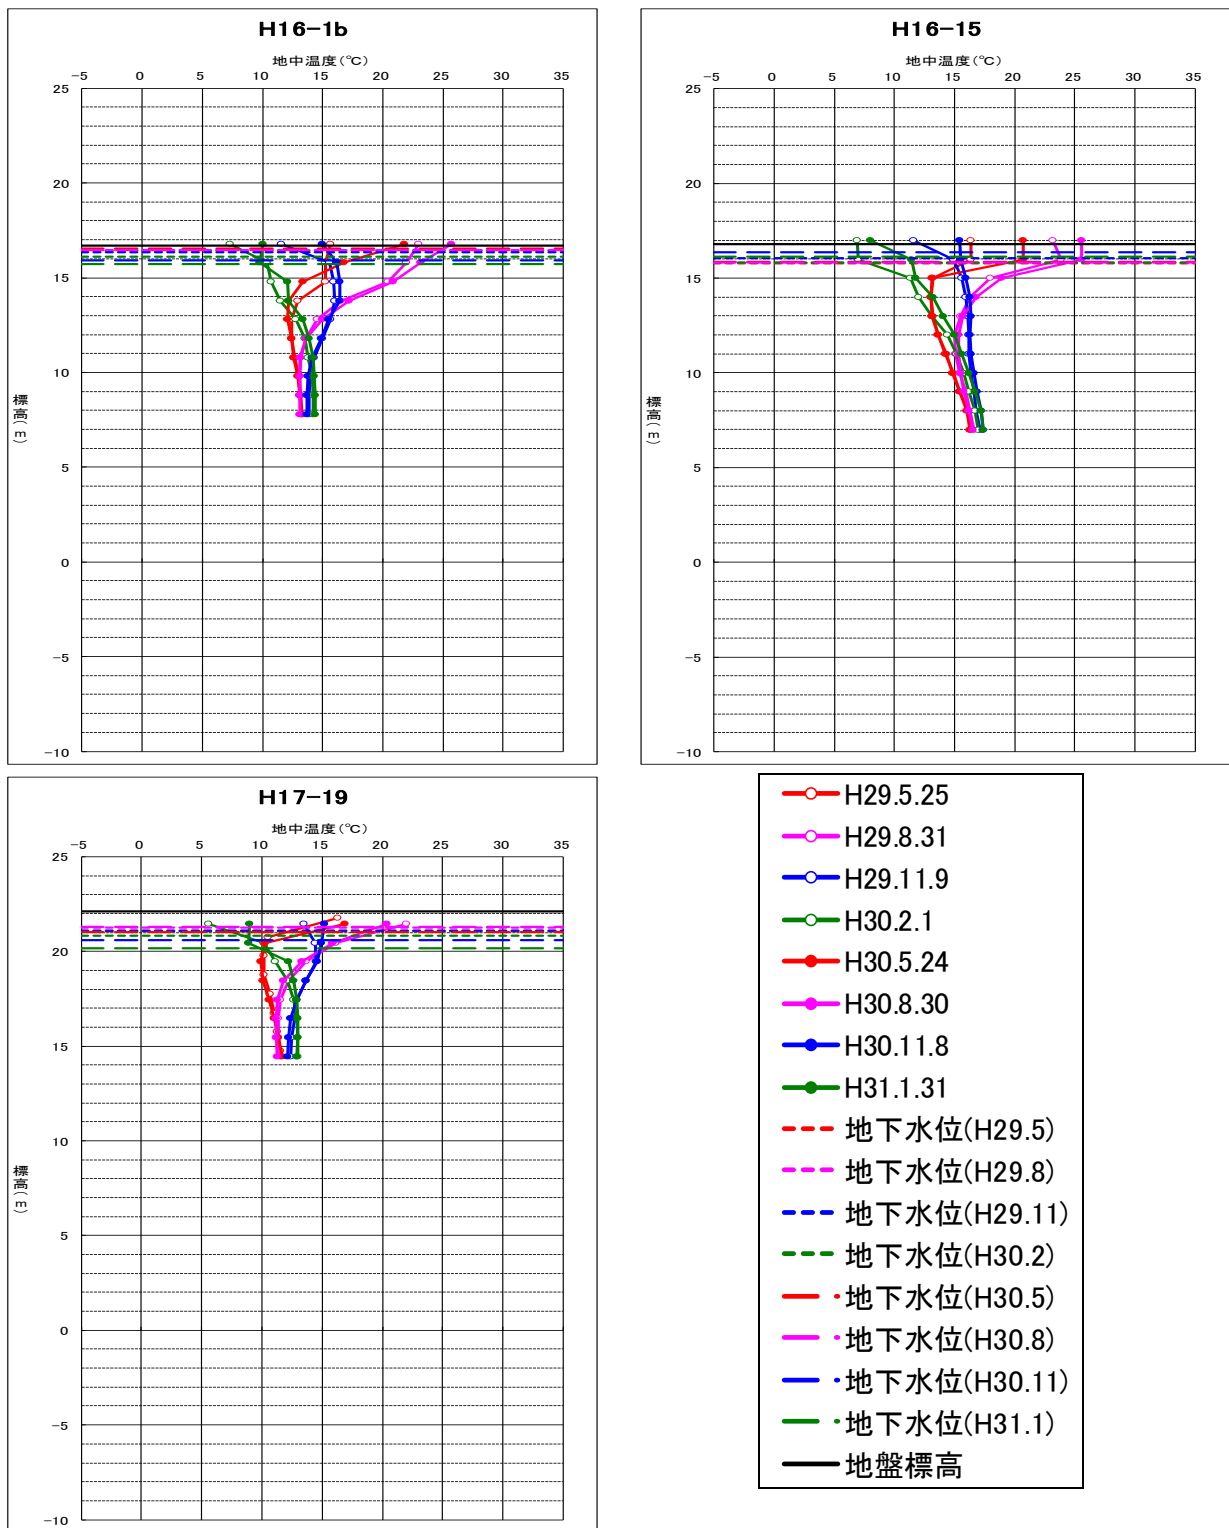 H16-1b
地中温度(℃)
-5 0 5 10 15 20 25 30 35
25
20
15
10
5
0
-5
-10
標高(m)
H16-15
地中温度(℃)
-5 0 5 10 15 20 25 30 35
25
20
15
10
5
0
-5
-10
標高(m)
H17-19
地中温度(℃)
-5 0 5 10 15 20 25 30 35
25
20
15
10
5
0
-5
-10
標高(m)
H29.5.25
H29.8.31
H29.11.9
H30.2.1
H30.5.24
H30.8.30
H30.11.8
H31.1.31
地下水位(H29.5)
地下水位(H29.8)
地下水位(H29.11)
地下水位(H30.2)
地下水位(H30.5)
地下水位(H30.8)
地下水位(H30.11)
地下水位(H31.1)
地盤標高